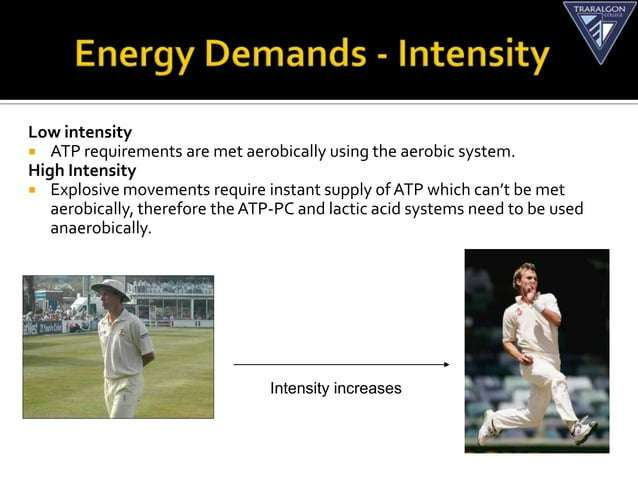 TRARALGON
COLLEGE
Energy Demands - Intensity
Low intensity
ATP requirements are met aerobically using the aerobic system.
High Intensity
Explosive movements require instant supply of ATP which can’t be met
aerobically, therefore the ATP-PC and lactic acid systems need to be used
anaerobically.
Intensity increases